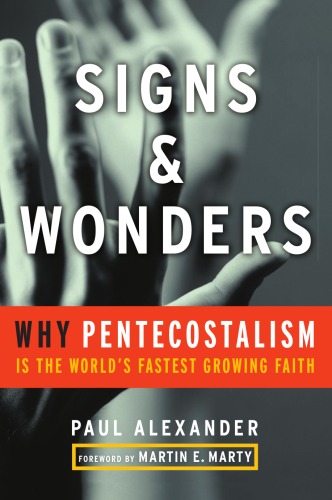 SIGNS
&
WONDERS
WHY PENTECOSTALISM
IS THE WORLD'S FASTEST GROWING FAITH
PAUL ALEXANDER
FOREWORD BY MARTIN E. MARTY